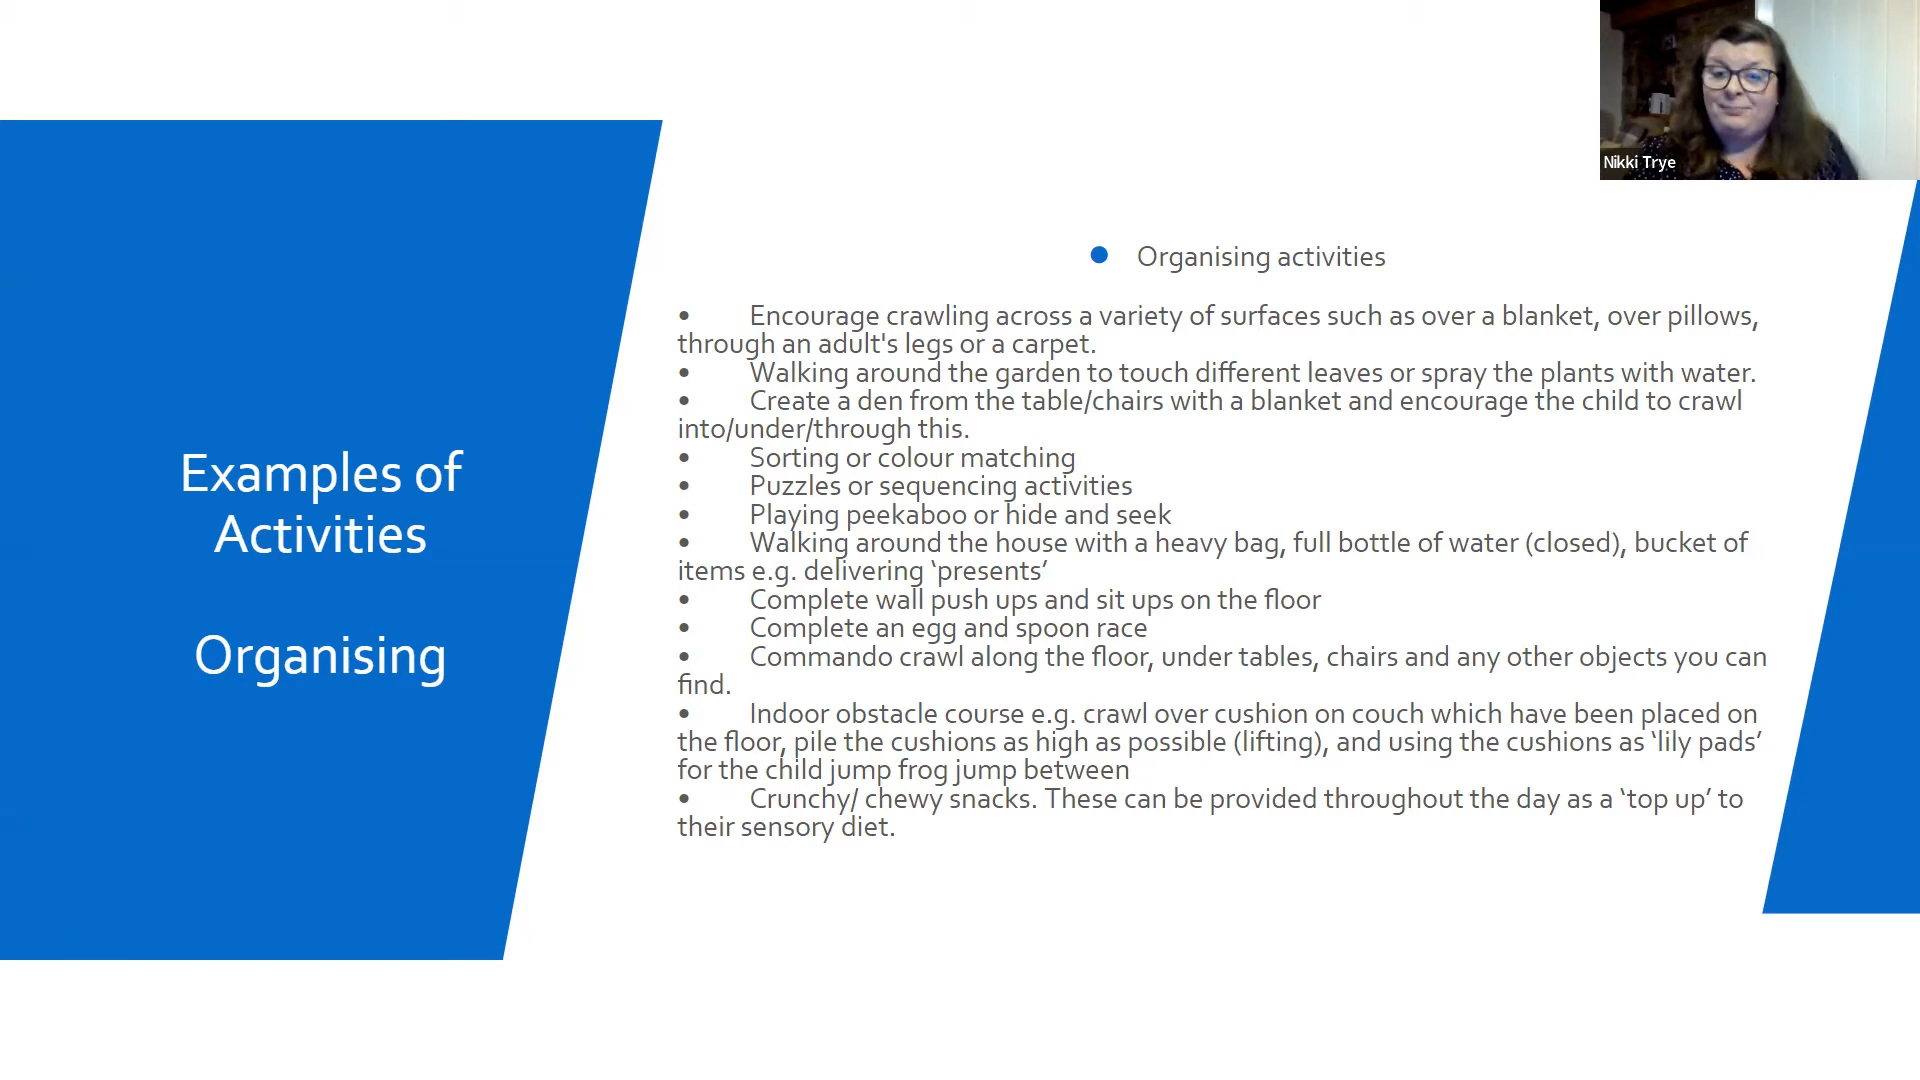 Nikki Trye
Examples of
Activities
Organising
● Organising activities
• Encourage crawling across a variety of surfaces such as over a blanket, over pillows,
through an adult's legs or a carpet.
• Walking around the garden to touch different leaves or spray the plants with water.
• Create a den from the table/chairs with a blanket and encourage the child to crawl
into/under/through this.
• Sorting or colour matching
• Puzzles or sequencing activities
• Playing peekaboo or hide and seek
• Walking around the house with a heavy bag, full bottle of water (closed), bucket of
items e.g. delivering ‘presents’
• Complete wall push ups and sit ups on the floor
• Complete an egg and spoon race
• Commando crawl along the floor, under tables, chairs and any other objects you can
find.
• Indoor obstacle course e.g. crawl over cushion on couch which have been placed on
the floor, pile the cushions as high as possible (lifting), and using the cushions as ‘lily pads’
for the child jump frog jump between
• Crunchy/ chewy snacks. These can be provided throughout the day as a ‘top up’ to
their sensory diet.